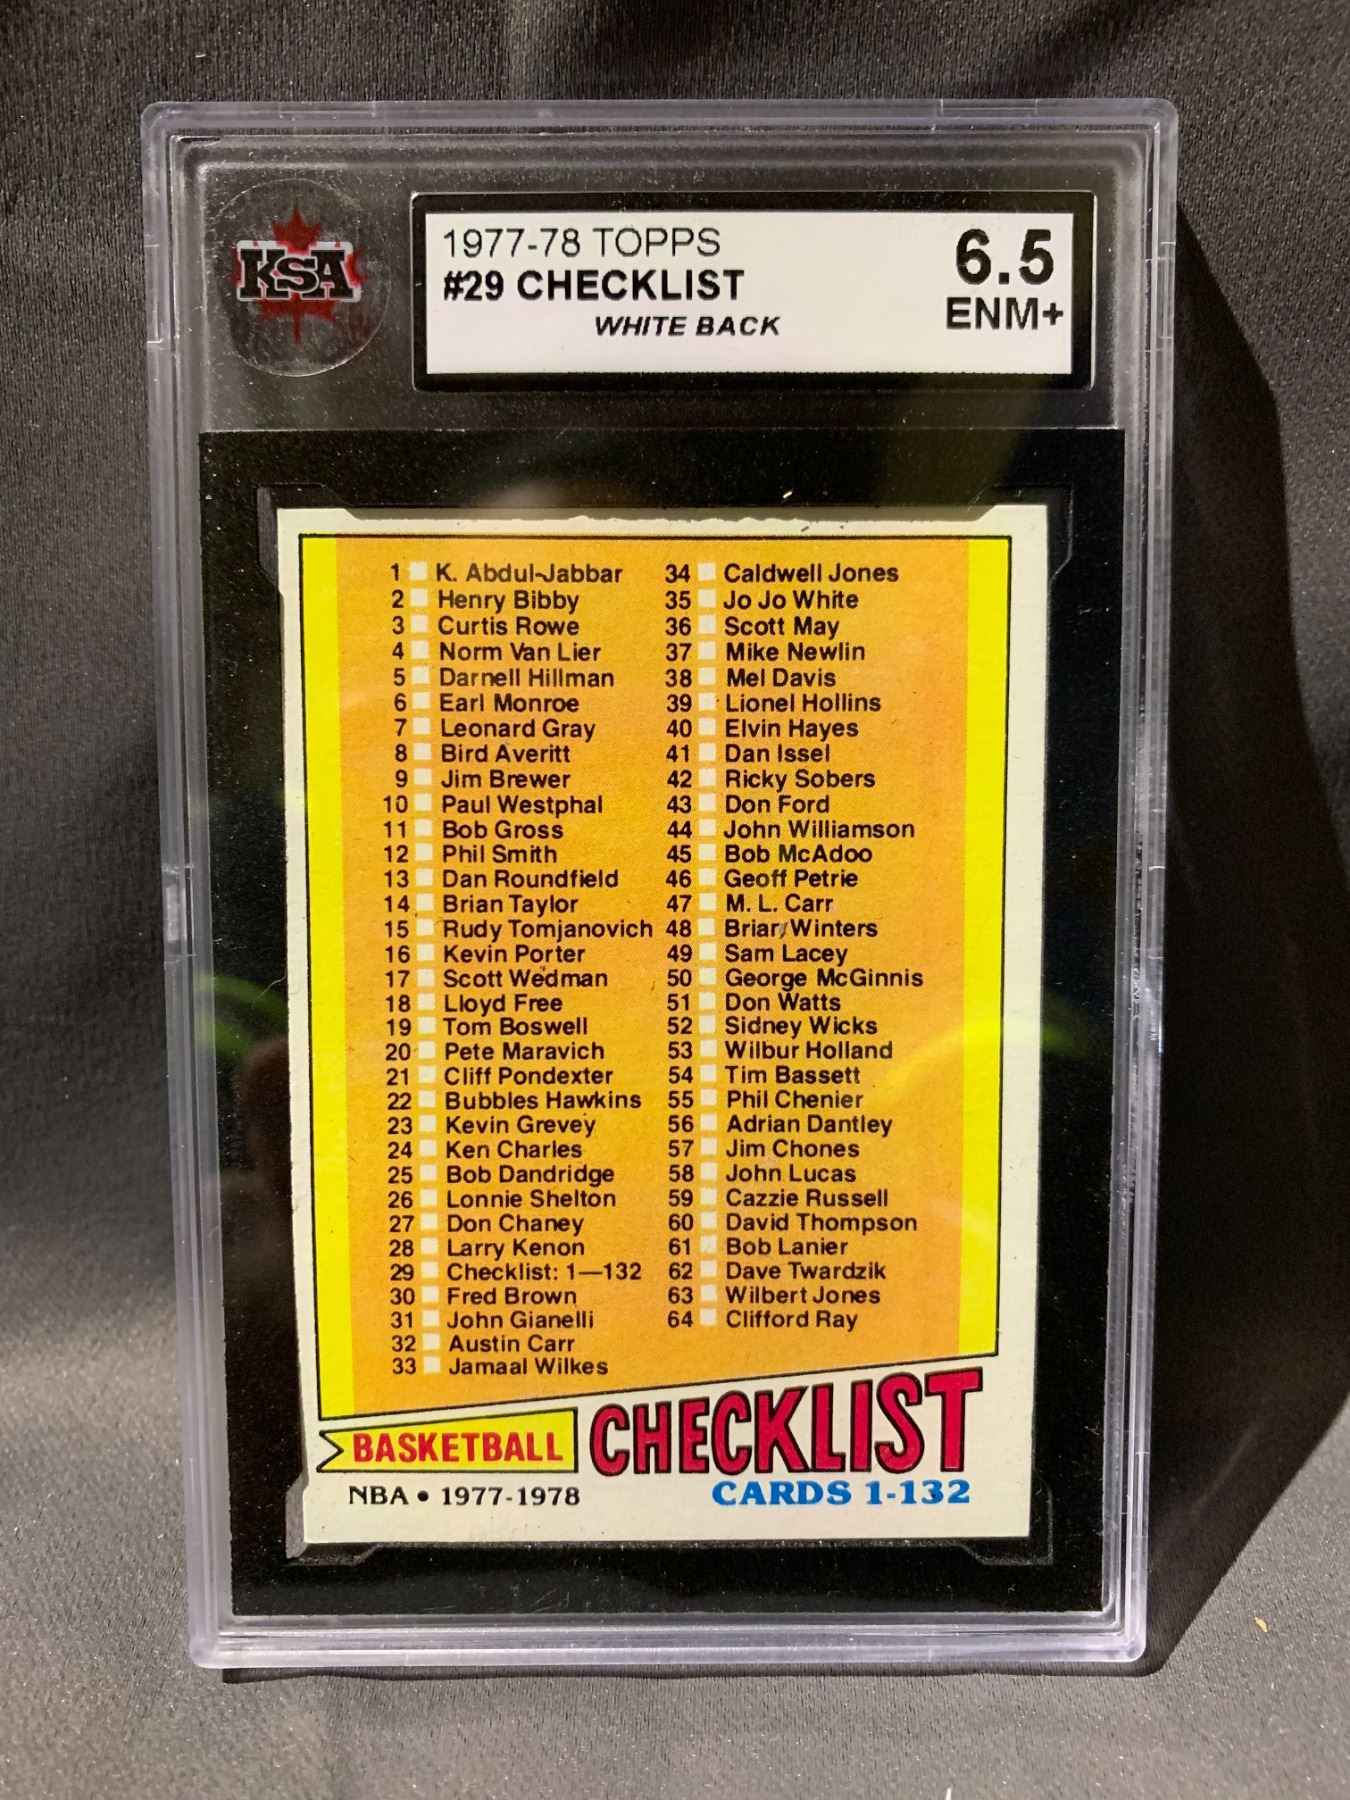 KSA
1977-78 TOPPS
#29 CHECKLIST
WHITE BACK
6.5
ENM+
1 K. Abdul-Jabbar
2 Henry Bibby
3 Curtis Rowe
4 Norm Van Lier
5 Darnell Hillman
6 Earl Monroe
7 Leonard Gray
8 Bird Averitt
9 Jim Brewer
10 Paul Westphal
11 Bob Gross
12 Phil Smith
13 Dan Roundfield
14 Brian Taylor
15 Rudy Tomjanovich
16 Kevin Porter
17 Scott Wedman
18 Lloyd Free
19 Tom Boswell
20 Pete Maravich
21 Cliff Pondexter
22 Bubbles Hawkins
23 Kevin Grevey
24 Ken Charles
25 Bob Dandridge
26 Lonnie Shelton
27 Don Chaney
28 Larry Kenon
29 Checklist: 1—132
30 Fred Brown
31 John Gianelli
32 Austin Carr
33 Jamaal Wilkes
34 Caldwell Jones
35 Jo Jo White
36 Scott May
37 Mike Newlin
38 Mel Davis
39 Lionel Hollins
40 Elvin Hayes
41 Dan Issel
42 Ricky Sobers
43 Don Ford
44 John Williamson
45 Bob McAdoo
46 Geoff Petrie
47 M. L. Carr
48 Brian Winters
49 Sam Lacey
50 George McGinnis
51 Don Watts
52 Sidney Wicks
53 Wilbur Holland
54 Tim Bassett
55 Phil Chenier
56 Adrian Dantley
57 Jim Chones
58 John Lucas
59 Cazzie Russell
60 David Thompson
61 Bob Lanier
62 Dave Twardzik
63 Wilbert Jones
64 Clifford Ray
BASKETBALL CHECKLIST
NBA • 1977-1978 CARDS 1-132